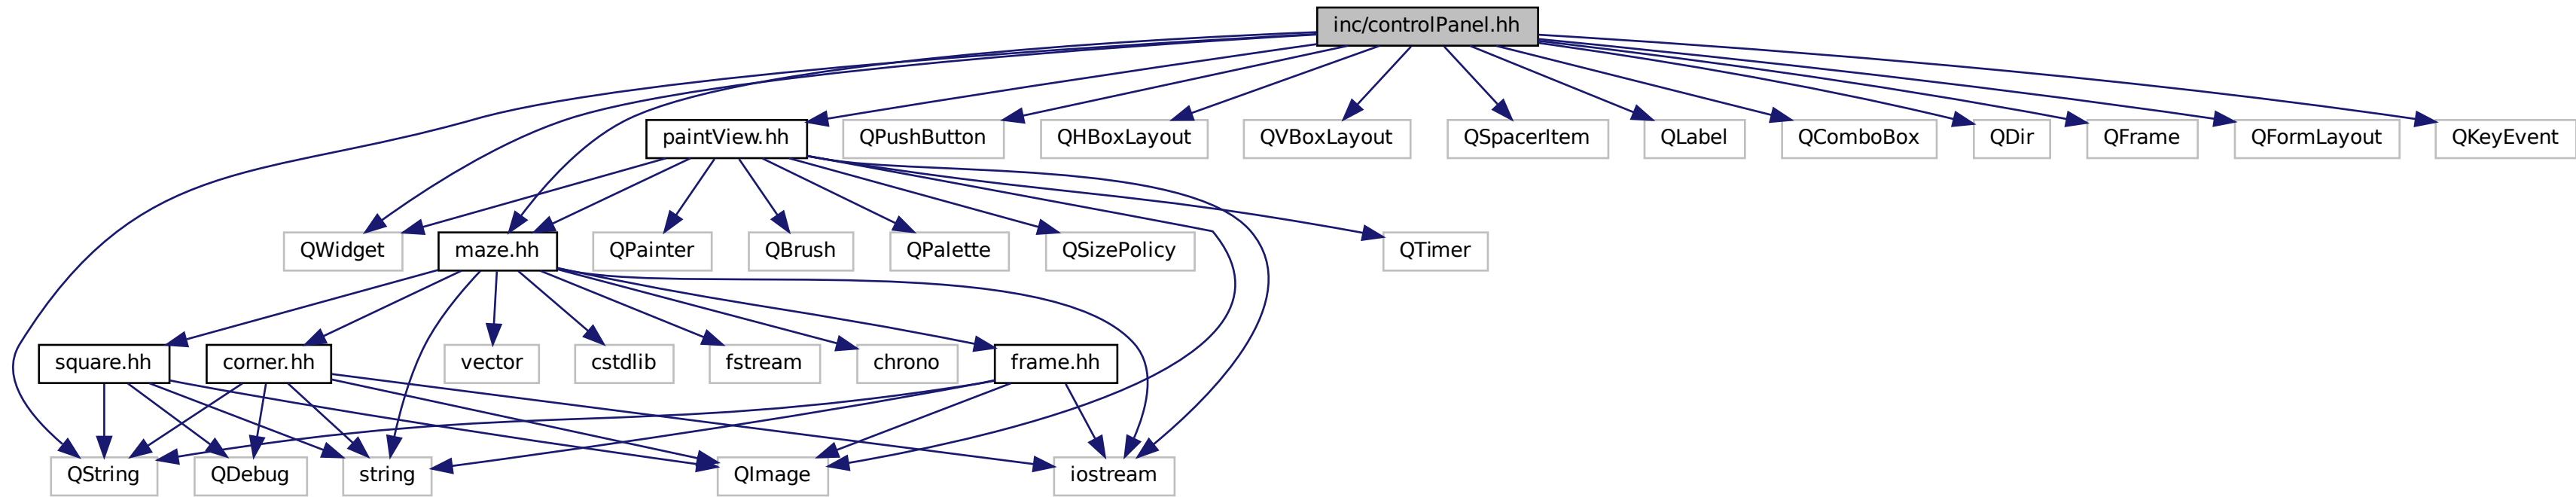 inc/controlPanel.hh
paintView.hh
QPushButton
QHBoxLayout
QVBoxLayout
QSpacerItem
QLabel
QComboBox
QDir
QFrame
QFormLayout
QKeyEvent
QWidget
maze.hh
QPainter
QBrush
QPalette
QSizePolicy
QTimer
square.hh
corner.hh
vector
cstdlib
fstream
chrono
frame.hh
QString
QDebug
string
QImage
iostream